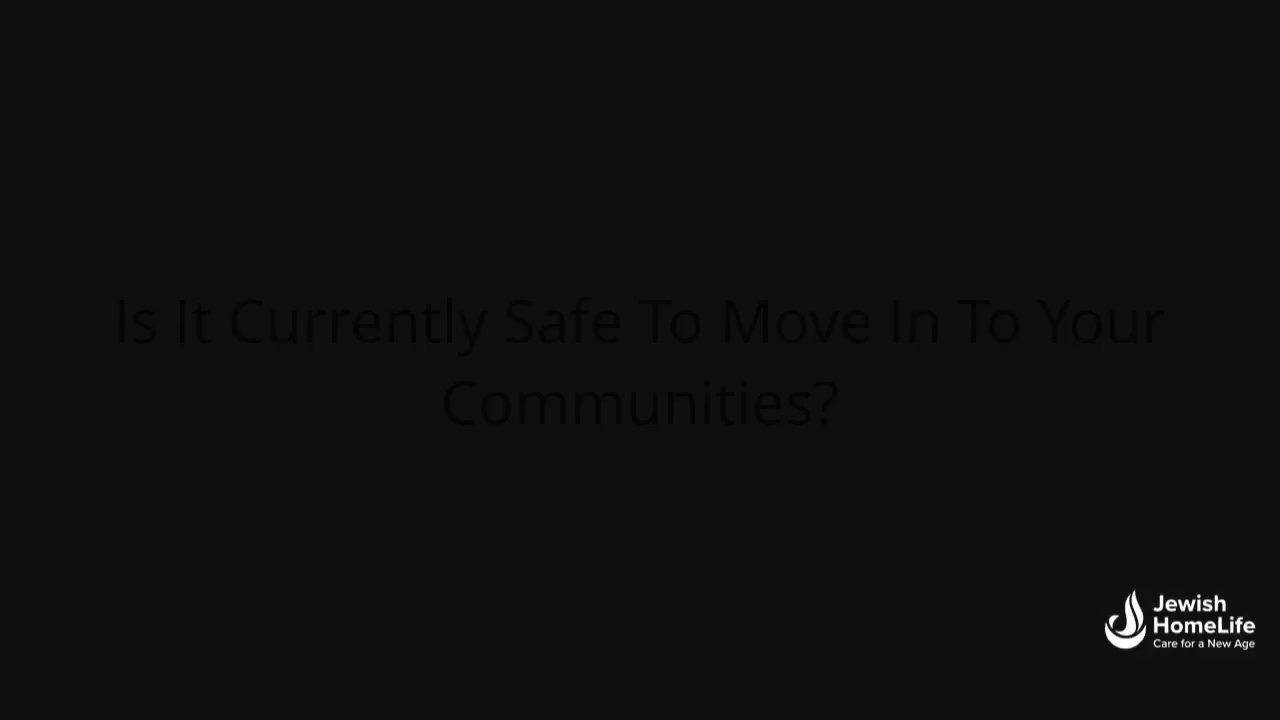 Is It Currently Safe To Move In To Your
Communities?
Jewish
HomeLife
Care for a New Age